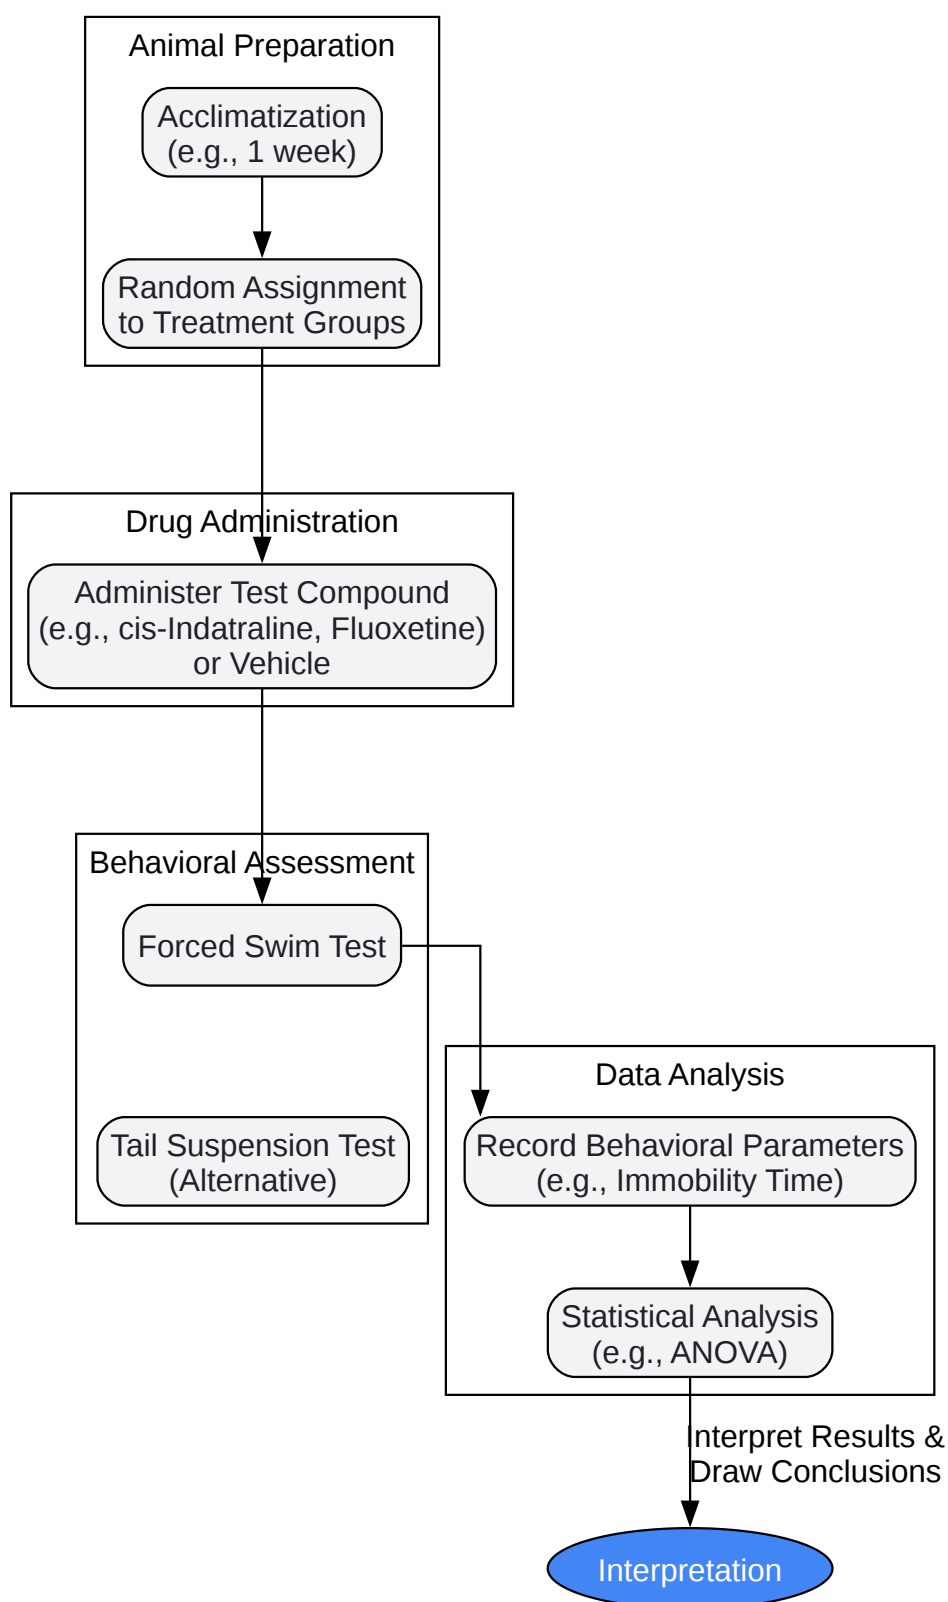 Animal Preparation
Acclimatization
(e.g., 1 week)
Random Assignment
to Treatment Groups
Drug Administration
Administer Test Compound
(e.g., cis-Indatraline, Fluoxetine)
or Vehicle
Behavioral Assessment
Forced Swim Test
Tail Suspension Test
(Alternative)
Data Analysis
Record Behavioral Parameters
(e.g., Immobility Time)
Statistical Analysis
(e.g., ANOVA)
Interpret Results &
Draw Conclusions
Interpretation